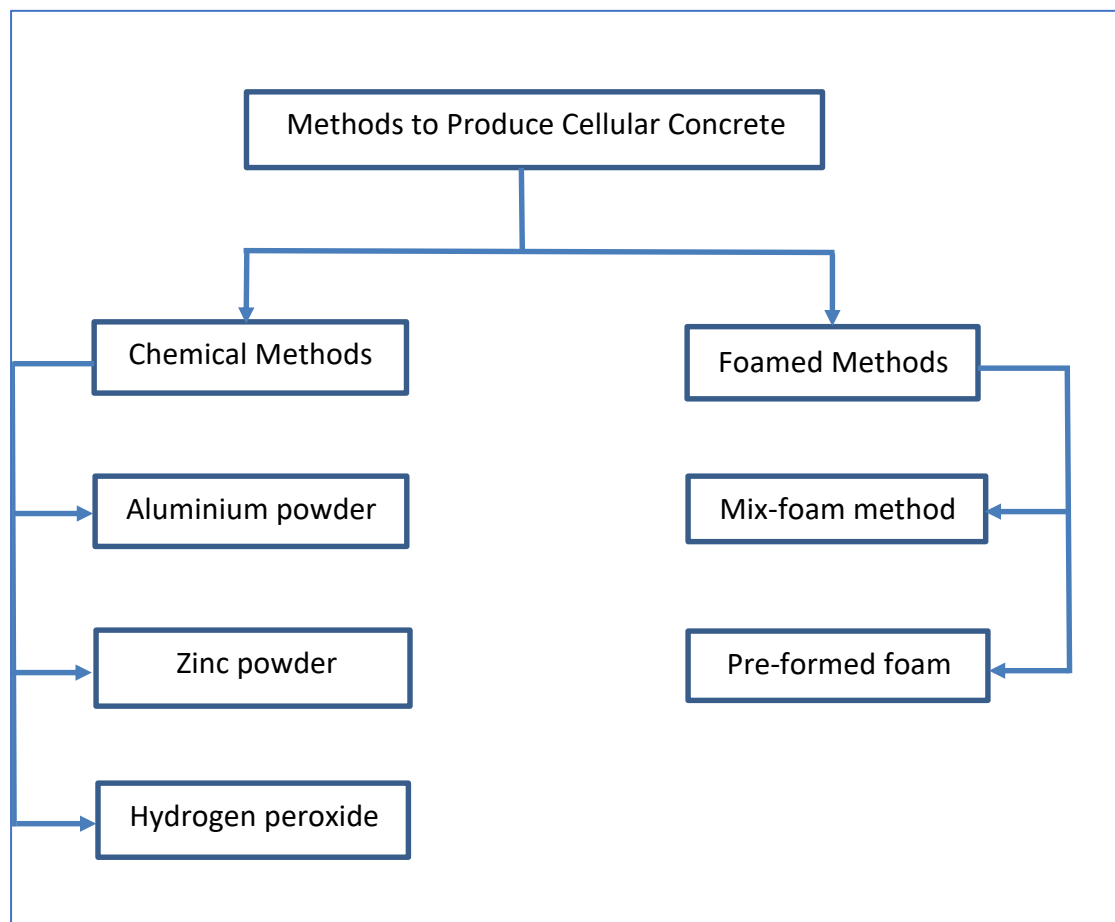 Methods to Produce Cellular Concrete
Chemical Methods
Foamed Methods
Aluminium powder
Mix-foam method
Zinc powder
Pre-formed foam
Hydrogen peroxide